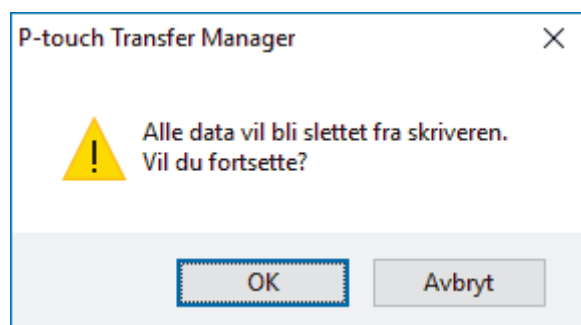 P-touch Transfer Manager
Alle data vil bli slettet fra skriveren.
Vil du fortsette?
OK
Avbryt